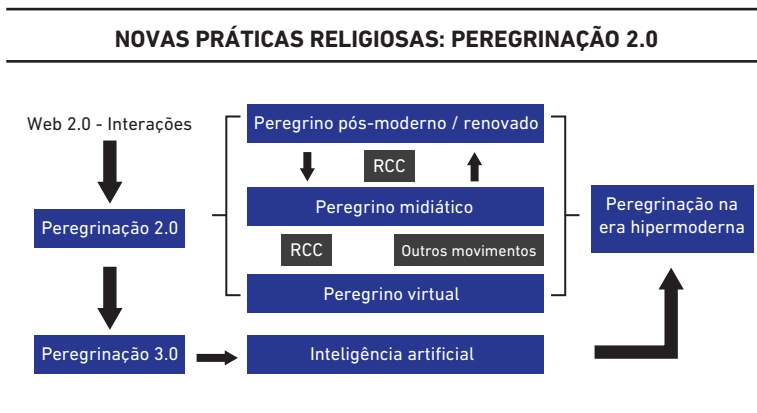 NOVAS PRÁTICAS RELIGIOSAS: PEREGRINAÇÃO 2.0
Web 2.0 - Interações
Peregrinação 2.0
Peregrinação 3.0
Peregrino pós-moderno / renovado
RCC
Peregrino midiático
RCC
Outros movimentos
Peregrino virtual
Inteligência artificial
Peregrinação na
era hipermoderna